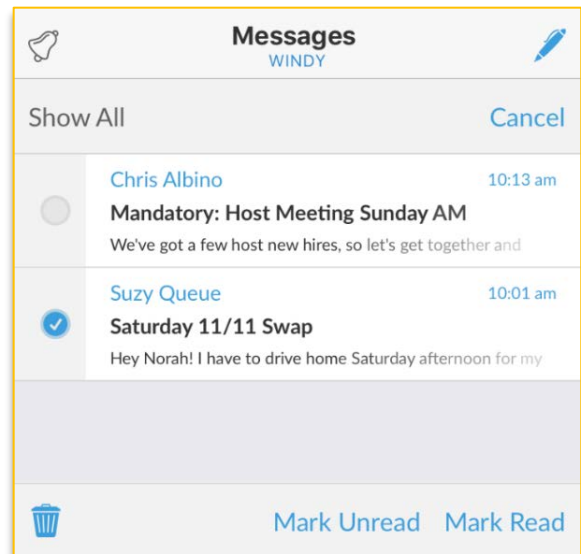 Messages
WINDY
Show All Cancel
Chris Albino 10:13 am
Mandatory: Host Meeting Sunday AM
We've got a few host new hires, so let's get together and
Suzy Queue 10:01 am
Saturday 11/11 Swap
Hey Norah! I have to drive home Saturday afternoon for my
Mark Unread Mark Read